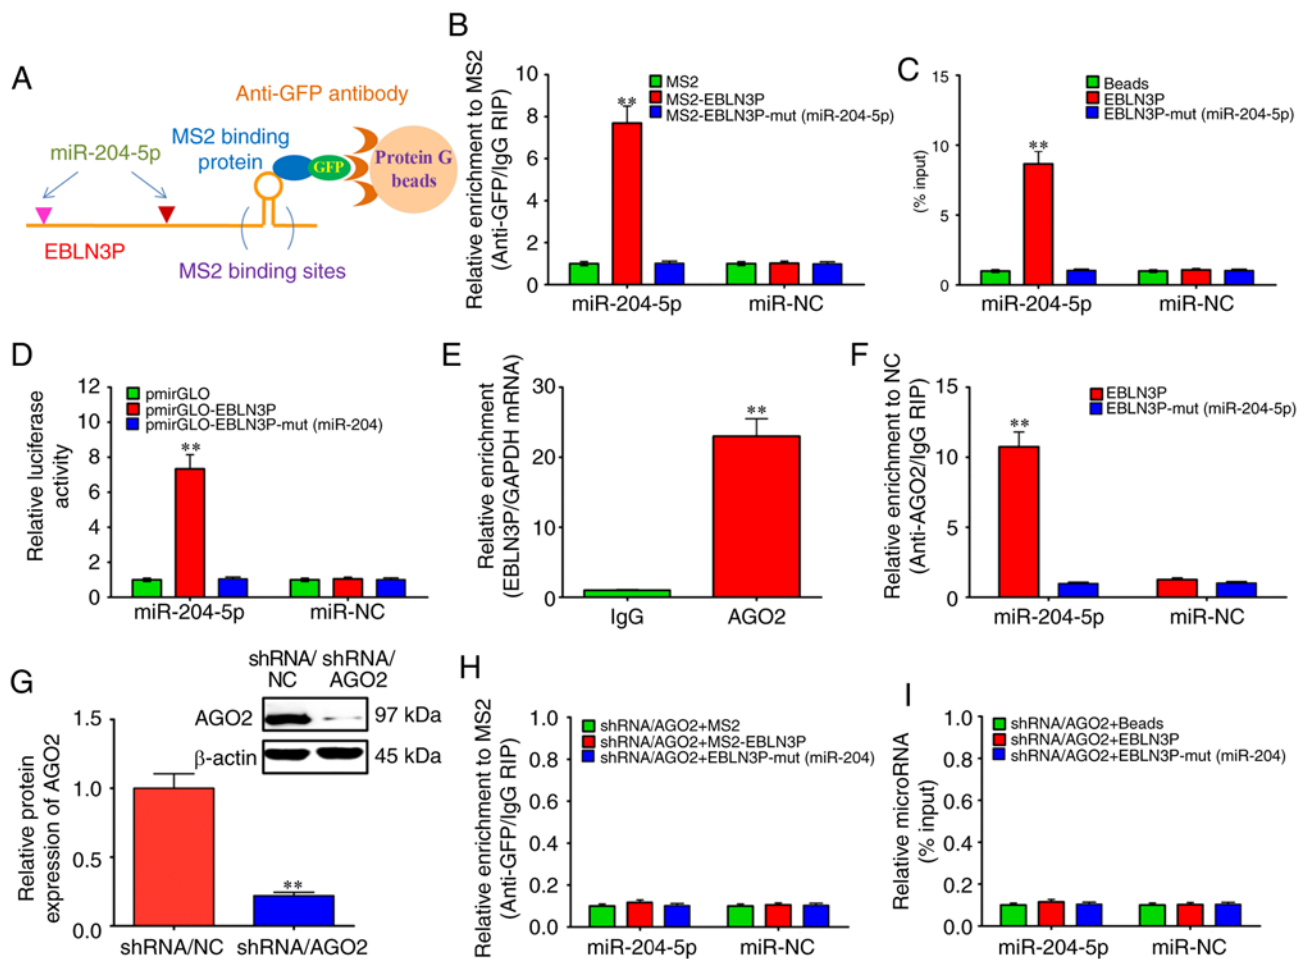 A
Anti-GFP antibody
MS2 binding
protein
miR-204-5p
GFP
Protein G
beads
EBLN3P
MS2 binding sites
B
Relative enrichment to MS2
(Anti-GFP/IgG RIP)
10
8
6
4
2
0
MS2
MS2-EBLN3P
MS2-EBLN3P-mut (miR-204-5p)
**
miR-204-5p
miR-NC
C
(% input)
15
10
5
0
Beads
EBLN3P
EBLN3P-mut (miR-204-5p)
**
miR-204-5p
miR-NC
D
Relative luciferase
activity
12
10
8
6
4
2
0
pmirGLO
pmirGLO-EBLN3P
pmirGLO-EBLN3P-mut (miR-204)
**
miR-204-5p
miR-NC
E
Relative enrichment
(EBLN3P/GAPDH mRNA)
30
20
10
0
**
IgG
AGO2
F
Relative enrichment to NC
(Anti-AGO2/IgG RIP)
15
10
5
0
EBLN3P
EBLN3P-mut (miR-204-5p)
**
miR-204-5p
miR-NC
G
Relative protein
expression of AGO2
1.5
1.0
0.5
0.0
shRNA/
NC
shRNA/
AGO2
AGO2
97 kDa
β-actin
45 kDa
**
shRNA/NC
shRNA/AGO2
H
Relative enrichment to MS2
(Anti-GFP/IgG RIP)
1.0
0.8
0.6
0.4
0.2
0.0
shRNA/AGO2+MS2
shRNA/AGO2+MS2-EBLN3P
shRNA/AGO2+EBLN3P-mut (miR-204)
miR-204-5p
miR-NC
I
Relative microRNA
(% input)
1.0
0.8
0.6
0.4
0.2
0.0
shRNA/AGO2+Beads
shRNA/AGO2+EBLN3P
shRNA/AGO2+EBLN3P-mut (miR-204)
miR-204-5p
miR-NC